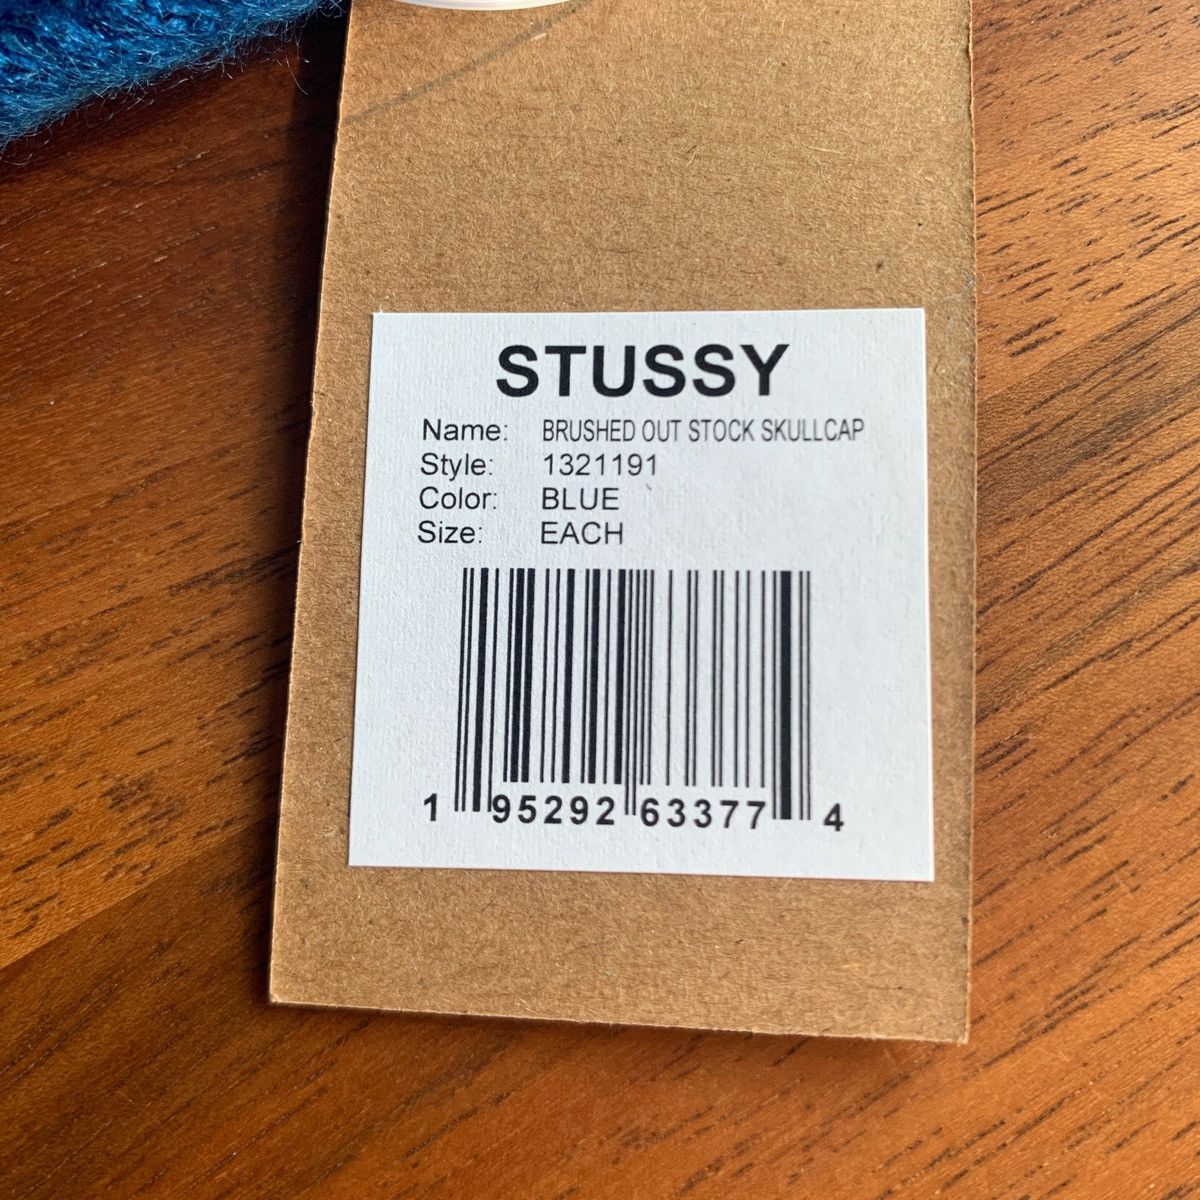 STUSSY
Name: BRUSHED OUT STOCK SKULLCAP
Style: 1321191
Color: BLUE
Size: EACH
1 95292 63377 4